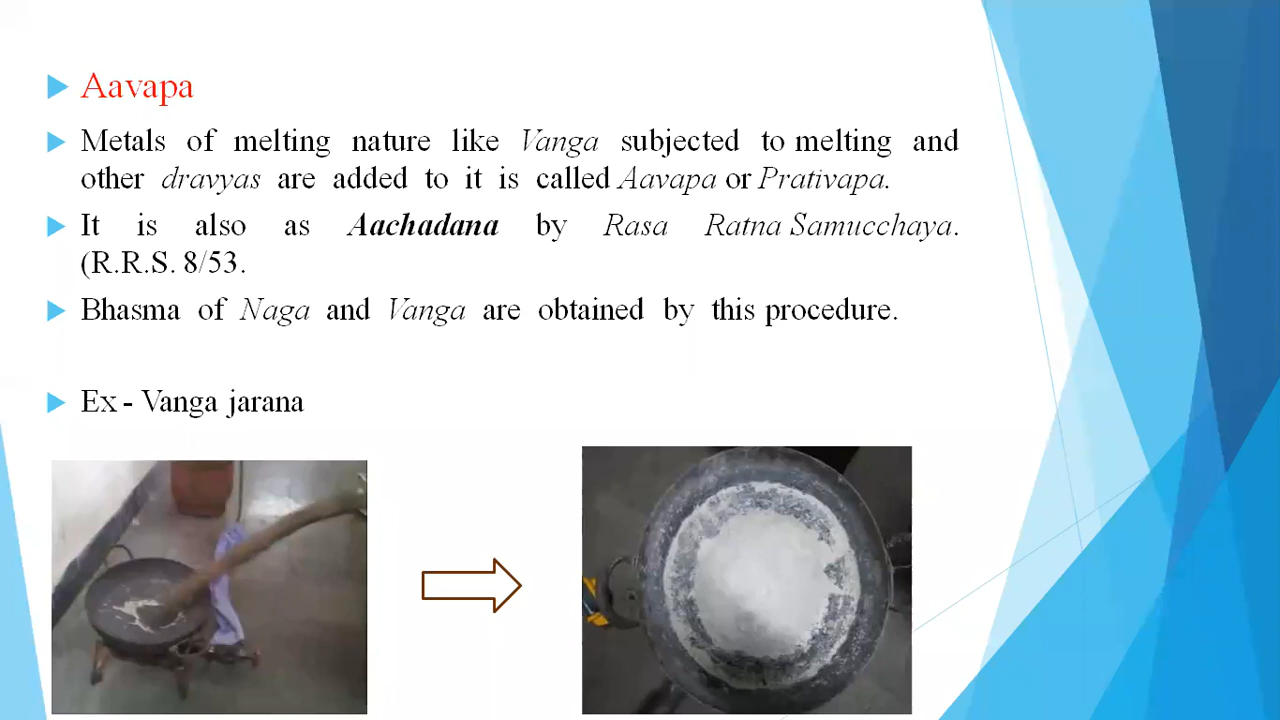 Aavapa
Metals of melting nature like Vanga subjected to melting and
other dravyas are added to it is called Aavapa or Prativapa.
It is also as Aachadana by Rasa Ratna Samucchaya.
(R.R.S. 8/53.
Bhasma of Naga and Vanga are obtained by this procedure.
Ex - Vanga jarana